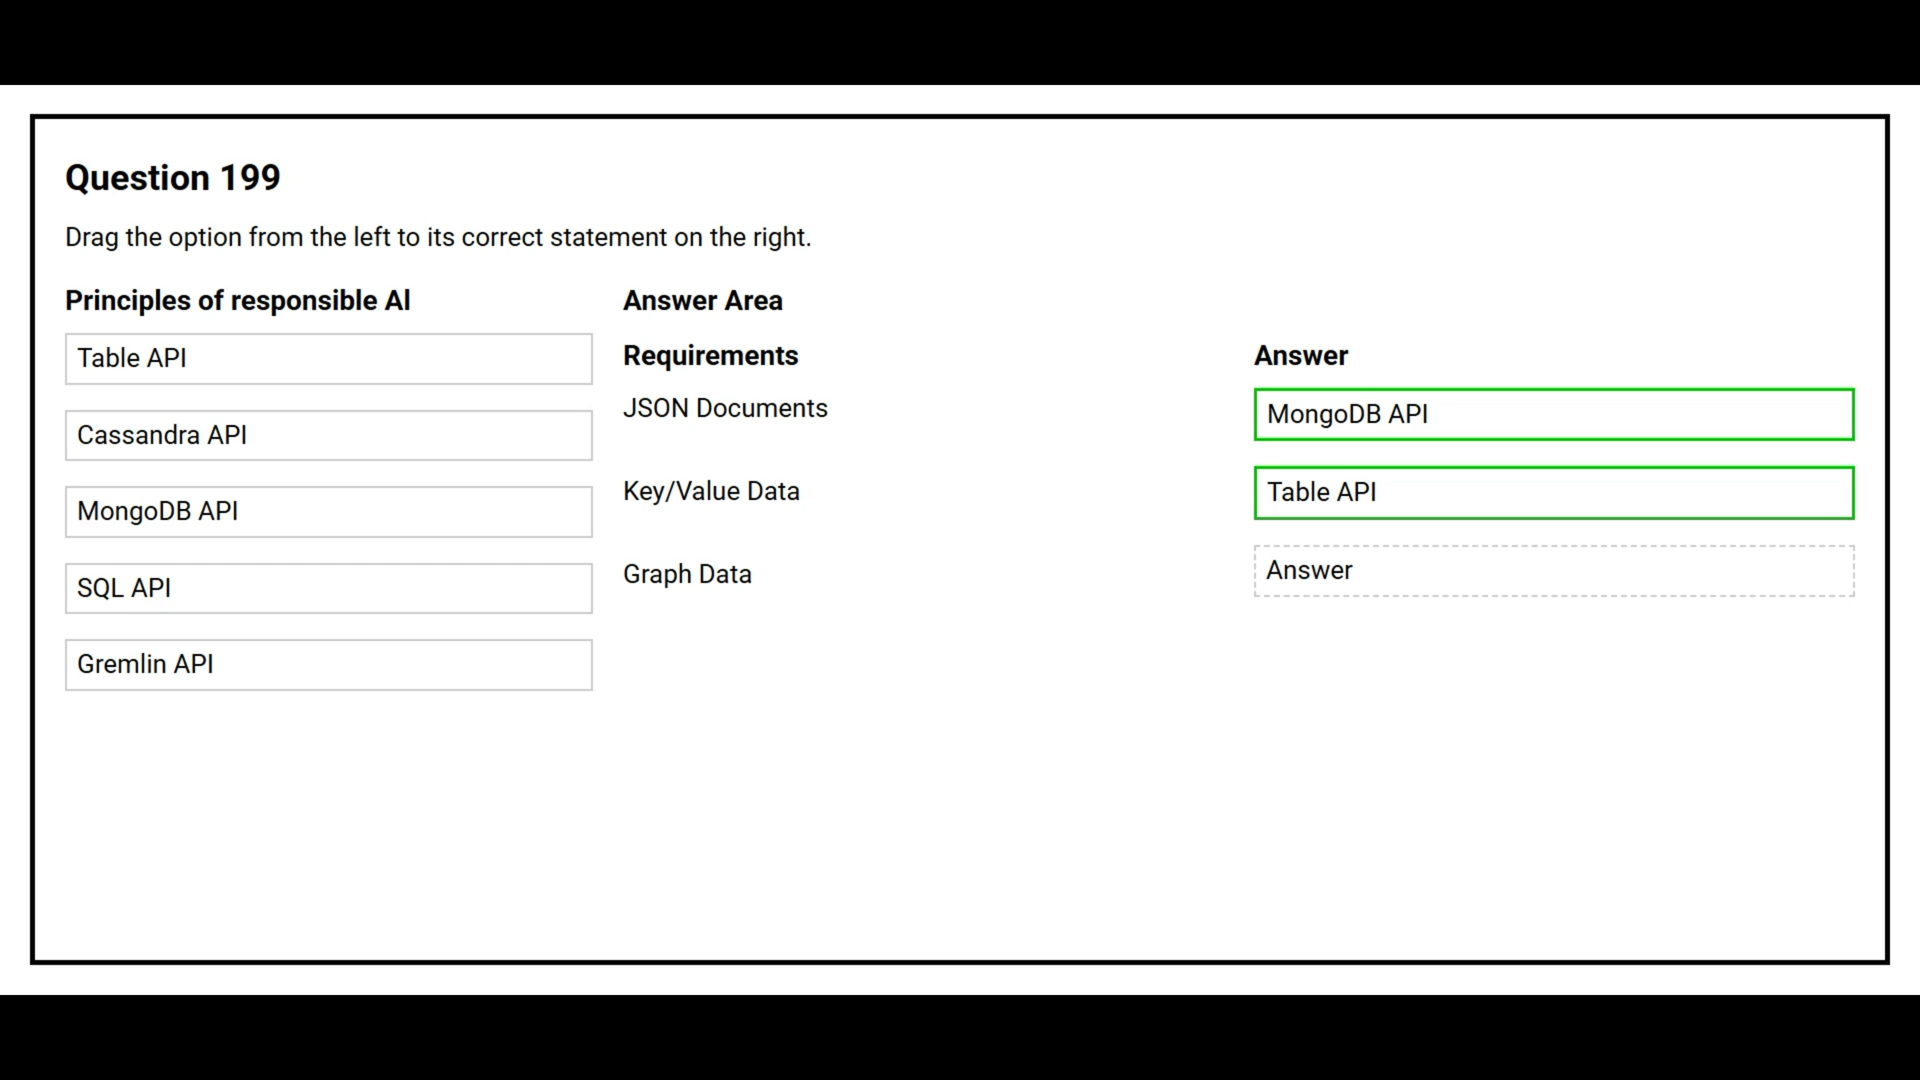 Question 199
Drag the option from the left to its correct statement on the right.
Principles of responsible Al
Table API
Cassandra API
MongoDB API
SQL API
Gremlin API
Answer Area
Requirements
JSON Documents
Key/Value Data
Graph Data
Answer
MongoDB API
Table API
Answer